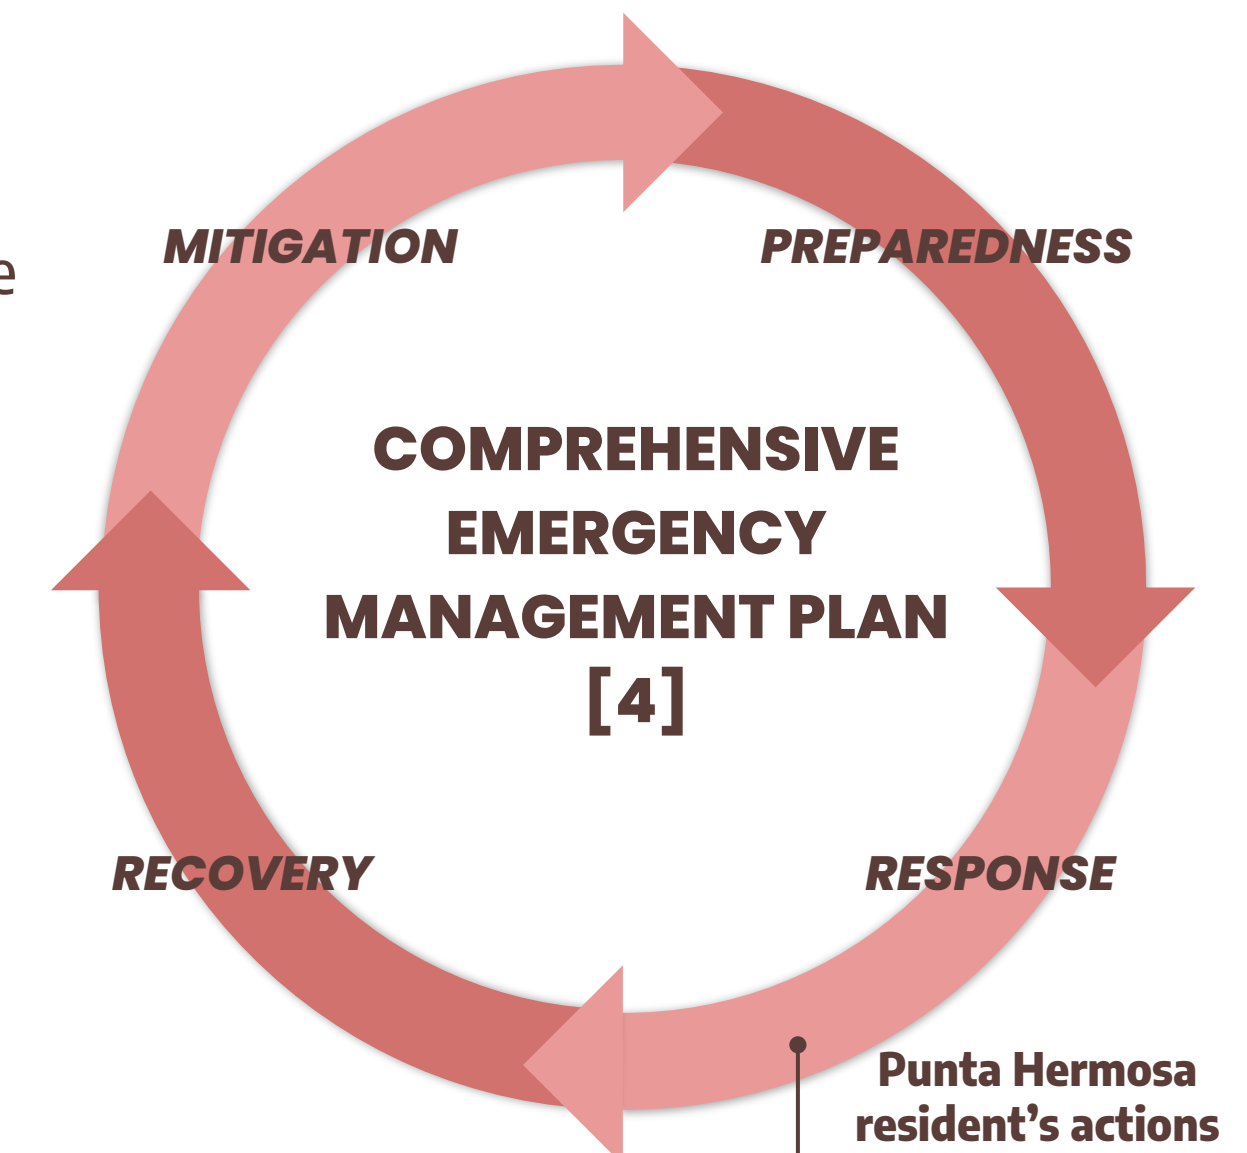 MITIGATION
PREPAREDNESS
e
COMPREHENSIVE
EMERGENCY
MANAGEMENT PLAN
[4]
RECOVERY
RESPONSE
Punta Hermosa
resident's actions